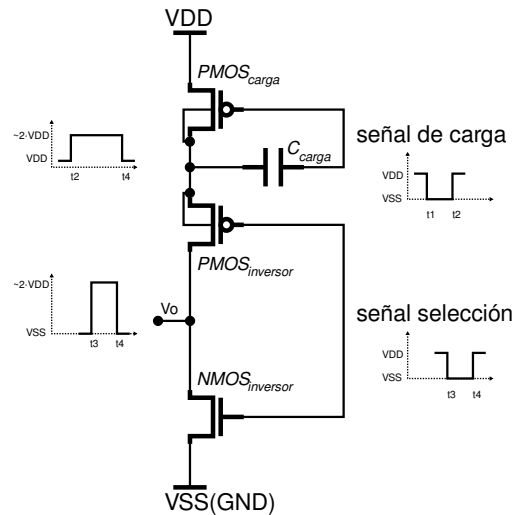 VDD
PMOScarga
~2·VDD
VDD
t2 t4
Ccarga
señal de carga
VDD
VSS
t1 t2
PMOSinversor
~2·VDD
VSS
t3 t4
Vo
señal selección
VDD
VSS
t3 t4
NMOSinversor
VSS(GND)